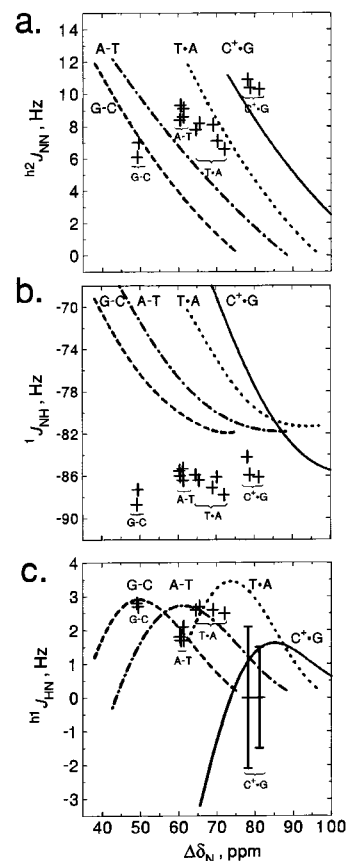 a.
A-T T•A C⁺•G
G-C
C⁺•G
A-T
T•A
G-C
12
10
8
6
4
2
0
h2JNN, Hz
b.
G-C A-T T•A C⁺•G
A-T
C⁺•G
T•A
G-C
-70
-74
-78
-82
-86
-90
1JNH, Hz
c.
G-C A-T T•A
C⁺•G
G-C
T•A
A-T
C⁺•G
4
3
2
1
0
-1
-2
-3
h1JHN, Hz
40 50 60 70 80 90 100
ΔδN, ppm